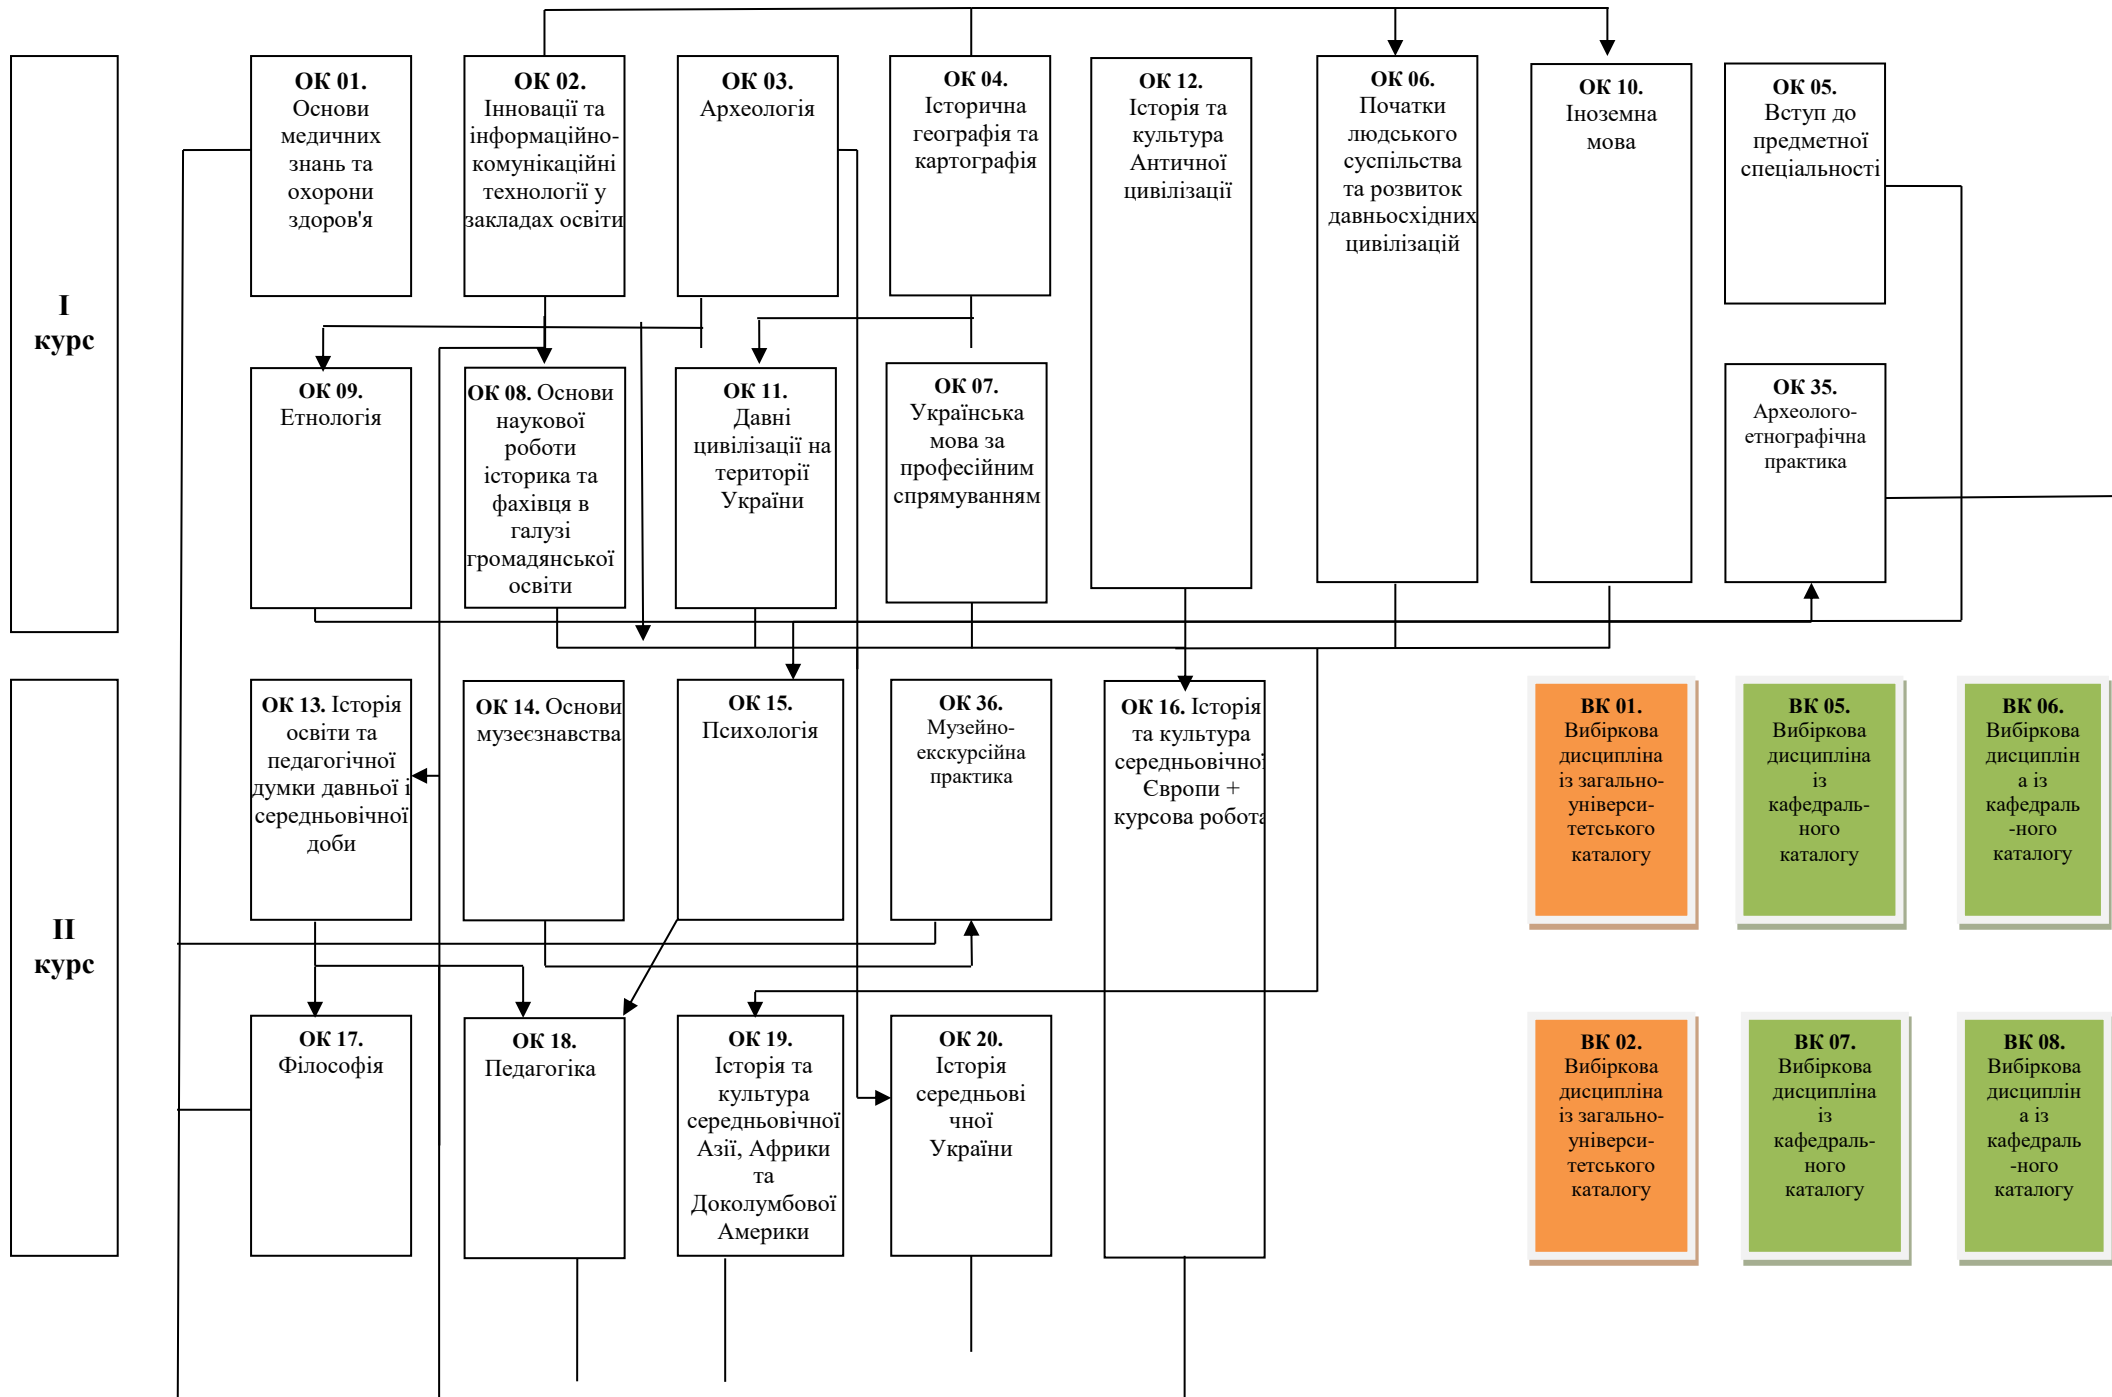 І
курс
ОК 01.
Основи
медичних
знань та
охорони
здоров'я
ОК 02.
Інновації та
інформаційно-
комунікаційні
технології у
закладах освіти
ОК 03.
Археологія
ОК 04.
Історична
географія та
картографія
ОК 12.
Історія та
культура
Античної
цивілізації
ОК 06.
Початки
людського
суспільства
та розвиток
давньосхідних
цивілізацій
ОК 10.
Іноземна
мова
ОК 05.
Вступ до
предметної
спеціальності
ОК 09.
Етнологія
ОК 08. Основи
наукової
роботи
історика та
фахівця в
галузі
громадянської
освіти
ОК 11.
Давні
цивілізації на
території
України
ОК 07.
Українська
мова за
професійним
спрямуванням
ОК 35.
Археолого-
етнографічна
практика
ІІ
курс
ОК 13. Історія
освіти та
педагогічної
думки давньої і
середньовічної
доби
ОК 14. Основи
музеєзнавства
ОК 15.
Психологія
ОК 36.
Музейно-
екскурсійна
практика
ОК 16. Історія
та культура
середньовічної
Європи +
курсова робота
ВК 01.
Вибіркова
дисципліна
із загально-
універси-
тетського
каталогу
ВК 05.
Вибіркова
дисципліна
із
кафедраль-
ного
каталогу
ВК 06.
Вибіркова
дисциплін
а із
кафедраль
-ного
каталогу
ОК 17.
Філософія
ОК 18.
Педагогіка
ОК 19.
Історія та
культура
середньовічної
Азії, Африки
та
Доколумбової
Америки
ОК 20.
Історія
середньові
чної
України
ВК 02.
Вибіркова
дисципліна
із загально-
універси-
тетського
каталогу
ВК 07.
Вибіркова
дисципліна
із
кафедраль-
ного
каталогу
ВК 08.
Вибіркова
дисциплін
а із
кафедраль
-ного
каталогу